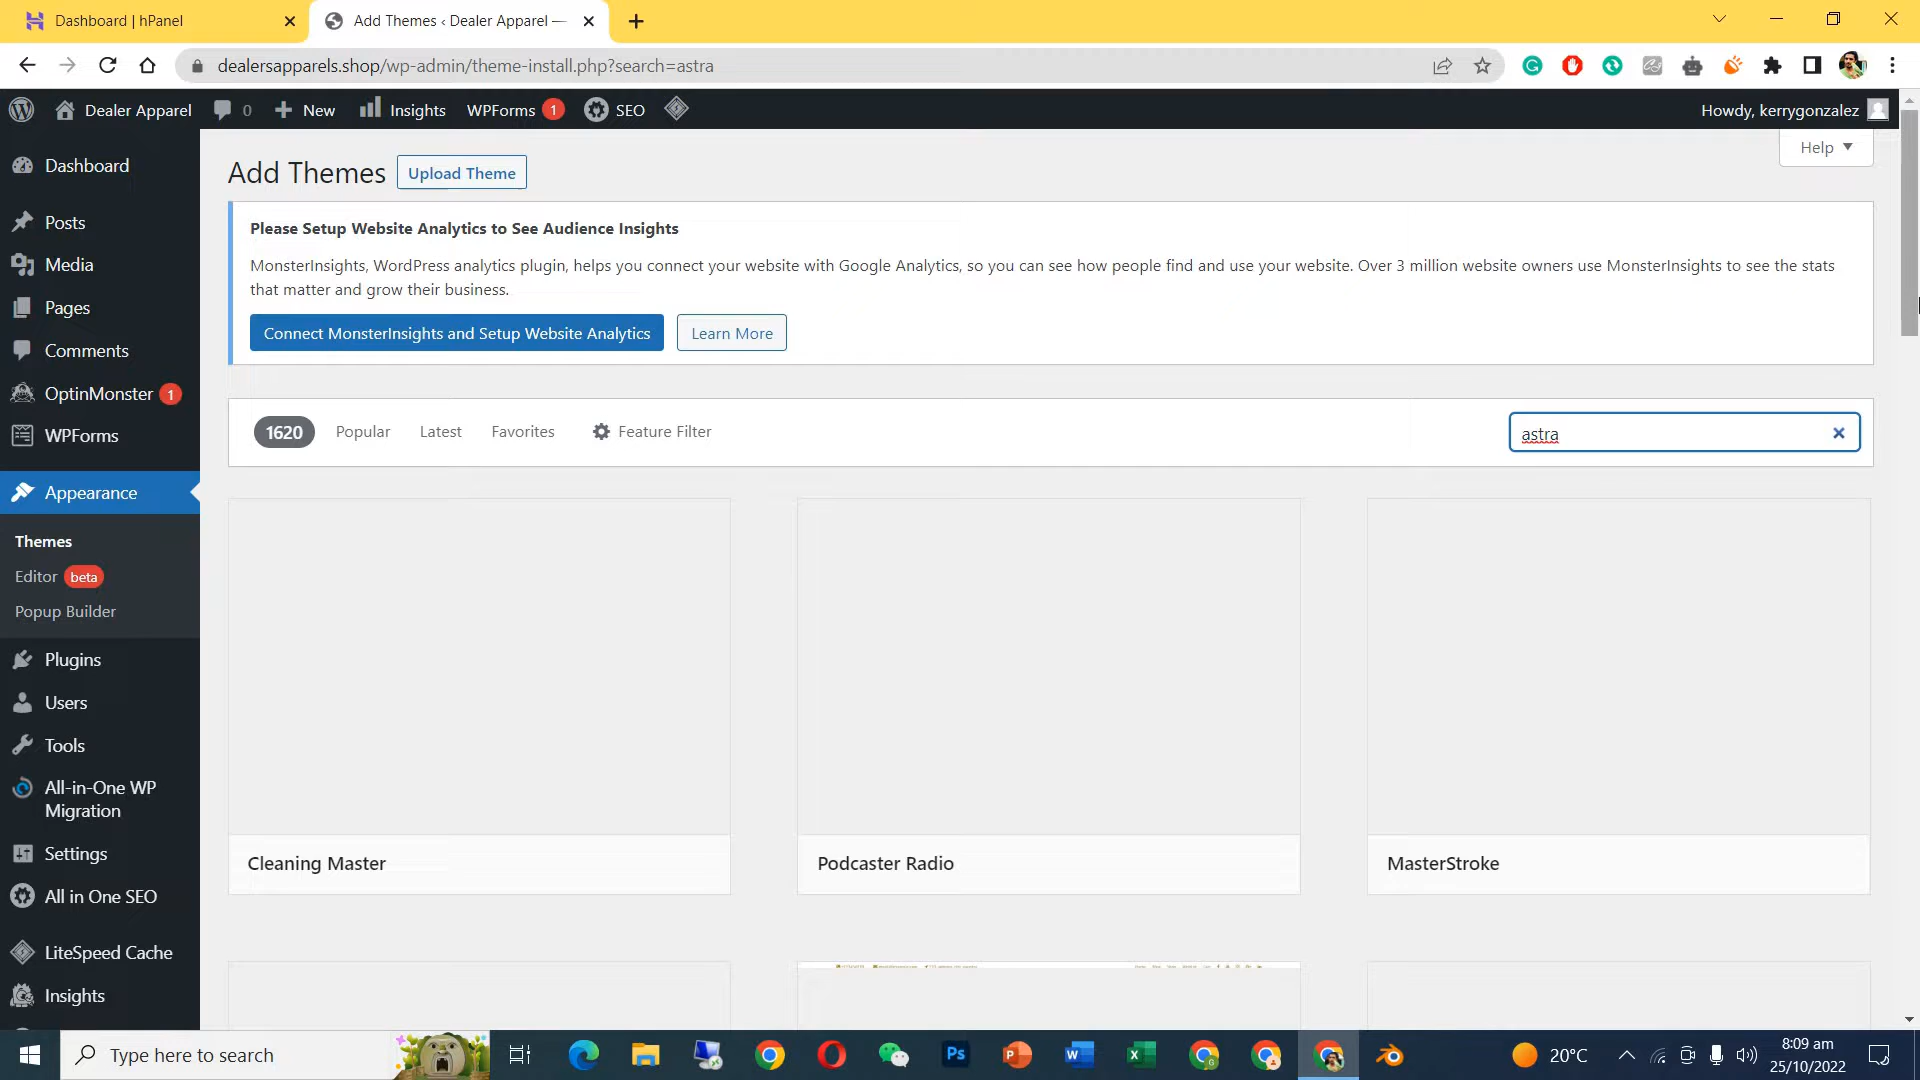 Dashboard | hPanel
Add Themes ‹ Dealer Apparel —
dealersapparels.shop/wp-admin/theme-install.php?search=astra
Dealer Apparel
0
New
Insights
WPForms 1
SEO
Howdy, kerrygonzalez
Help
Dashboard
Posts
Media
Pages
Comments
OptinMonster 1
WPForms
Appearance
Themes
Editor beta
Popup Builder
Plugins
Users
Tools
All-in-One WP
Migration
Settings
All in One SEO
LiteSpeed Cache
Insights
Add Themes
Upload Theme
Please Setup Website Analytics to See Audience Insights
MonsterInsights, WordPress analytics plugin, helps you connect your website with Google Analytics, so you can see how people find and use your website. Over 3 million website owners use MonsterInsights to see the stats
that matter and grow their business.
Connect MonsterInsights and Setup Website Analytics
Learn More
1620
Popular
Latest
Favorites
Feature Filter
astra
Cleaning Master
Podcaster Radio
MasterStroke
Type here to search
20°C
8:09 am
25/10/2022